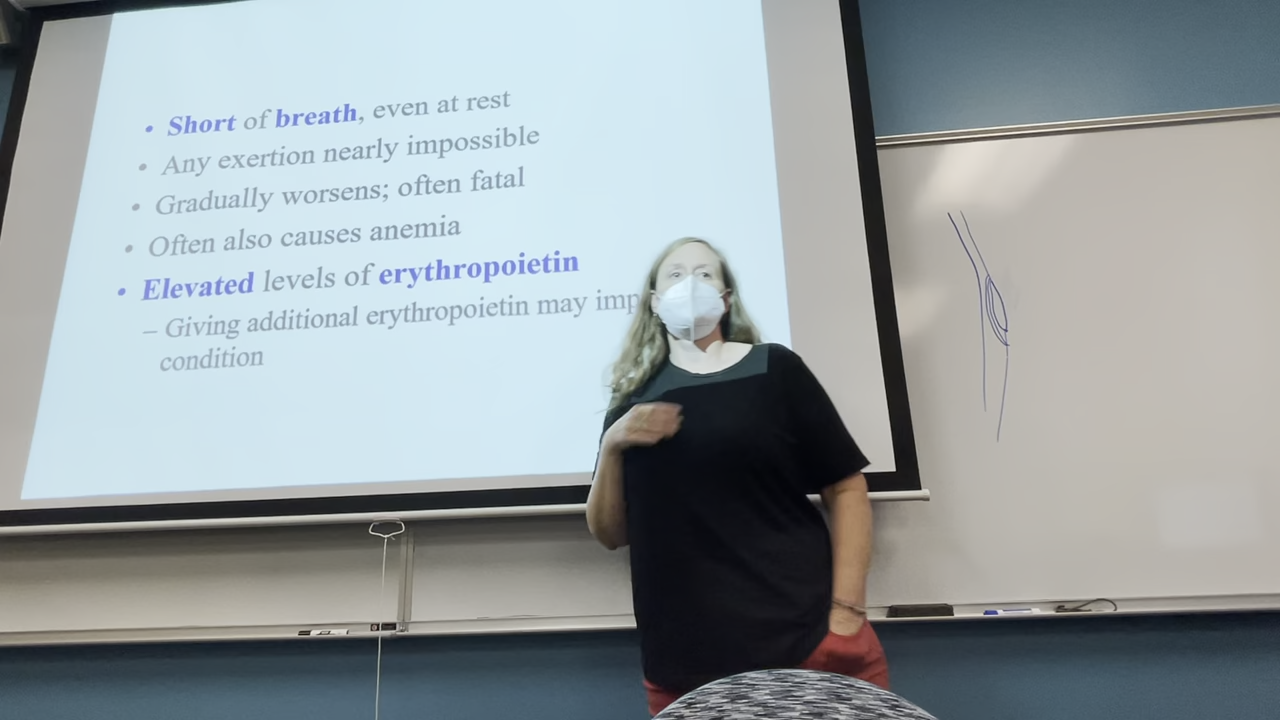 • Short of breath, even at rest
• Any exertion nearly impossible
• Gradually worsens; often fatal
• Often also causes anemia
• Elevated levels of erythropoietin
– Giving additional erythropoietin may
condition